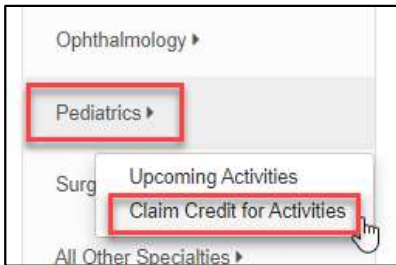 Ophthalmology
Pediatrics
Surg
Upcoming Activities
Claim Credit for Activities
All Other Specialties